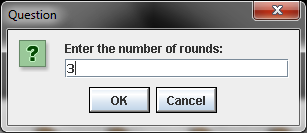 Question
Enter the number of rounds:
3
OK
Cancel